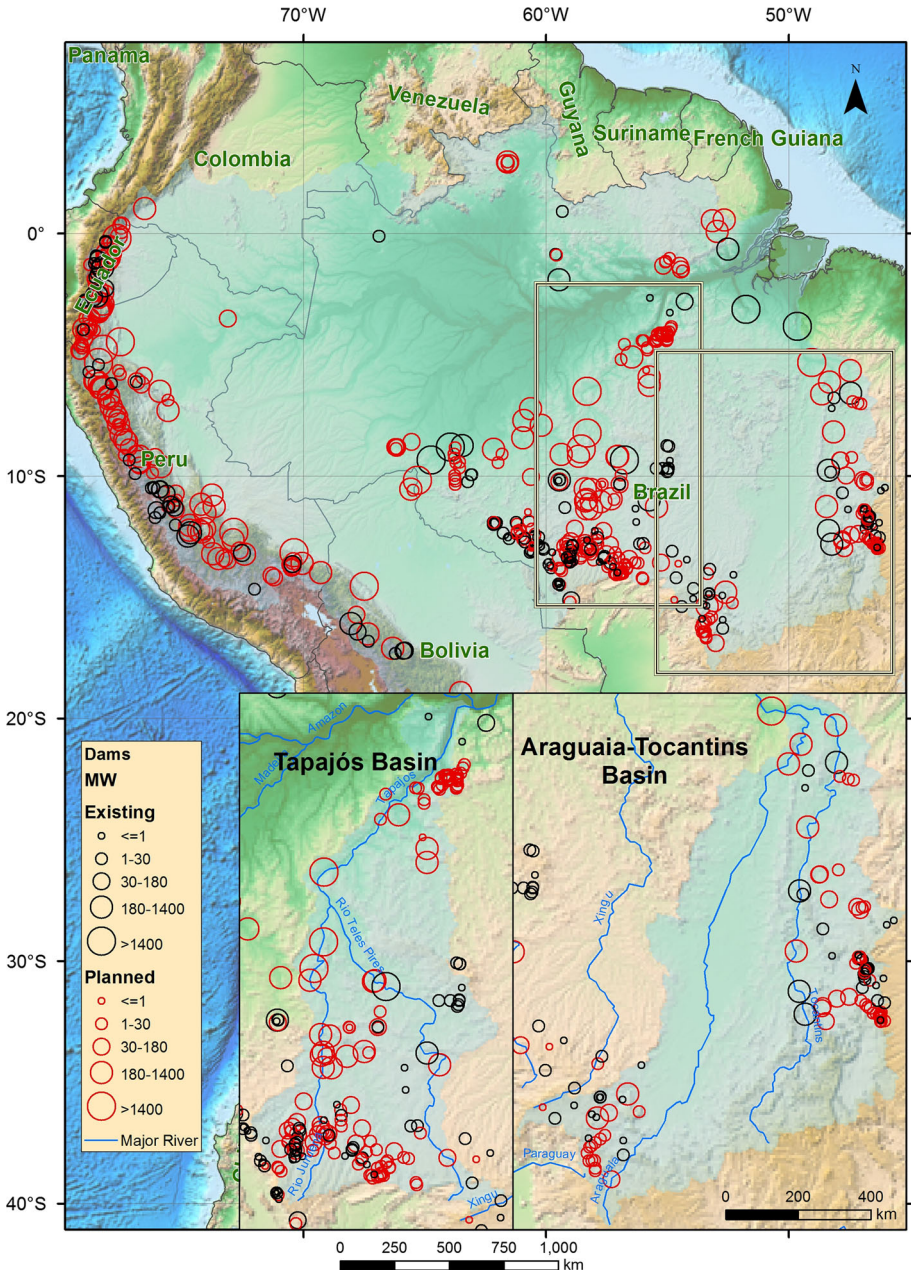 70°W 60°W 50°W
Panama
N
Venezuela
Guyana
Suriname
French Guiana
Colombia
0°
Ecuador
Peru
10°S
Brazil
Bolivia
20°S
30°S
40°S
Dams
MW
Existing
<=1
1-30
30-180
180-1400
>1400
Planned
<=1
1-30
30-180
180-1400
>1400
Major River
Tapajós Basin
Amazon
Madeira
Tapajos
Rio Teles Pires
Rio Juruena
Xingu
Araguaia-Tocantins
Basin
Xingu
Tocantins
Paraguay
Araguaia
0 200 400
km
0 250 500 750 1,000
km